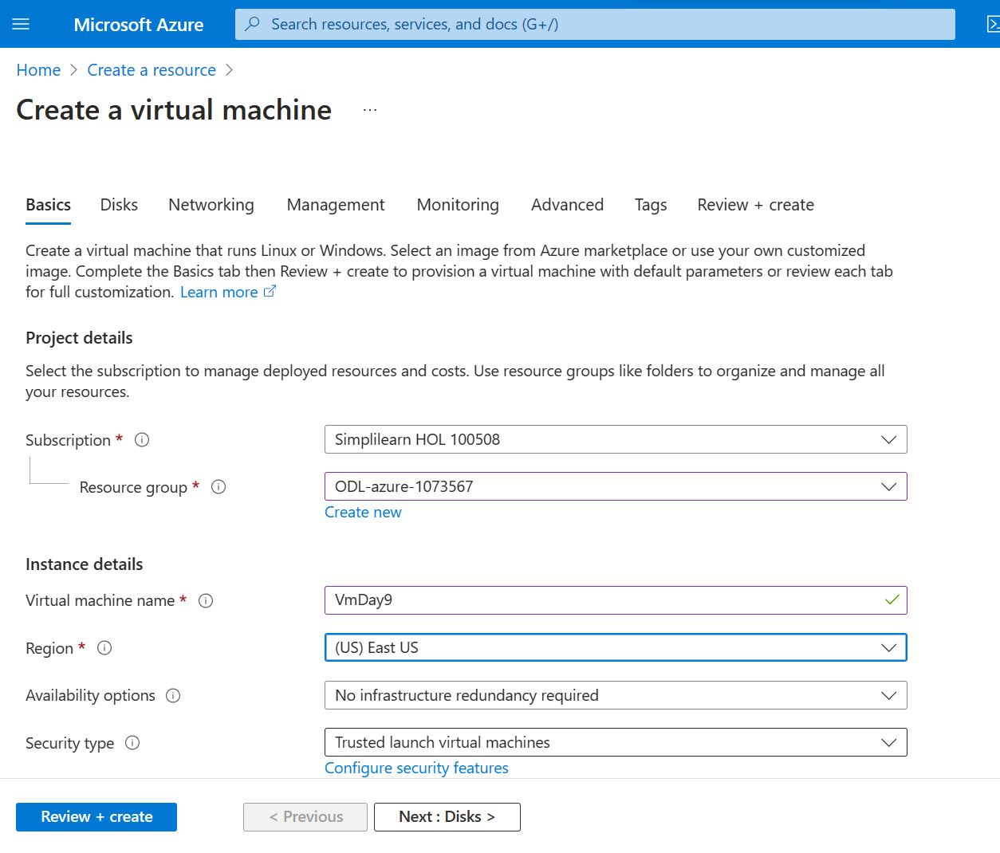 Microsoft Azure
Search resources, services, and docs (G+/)
Home > Create a resource >
Create a virtual machine ...
Basics Disks Networking Management Monitoring Advanced Tags Review + create
Create a virtual machine that runs Linux or Windows. Select an image from Azure marketplace or use your own customized
image. Complete the Basics tab then Review + create to provision a virtual machine with default parameters or review each tab
for full customization. Learn more
Project details
Select the subscription to manage deployed resources and costs. Use resource groups like folders to organize and manage all
your resources.
Subscription * Simplilearn HOL 100508
Resource group * ODL-azure-1073567
Create new
Instance details
Virtual machine name * VmDay9
Region * (US) East US
Availability options No infrastructure redundancy required
Security type Trusted launch virtual machines
Configure security features
Review + create < Previous Next : Disks >